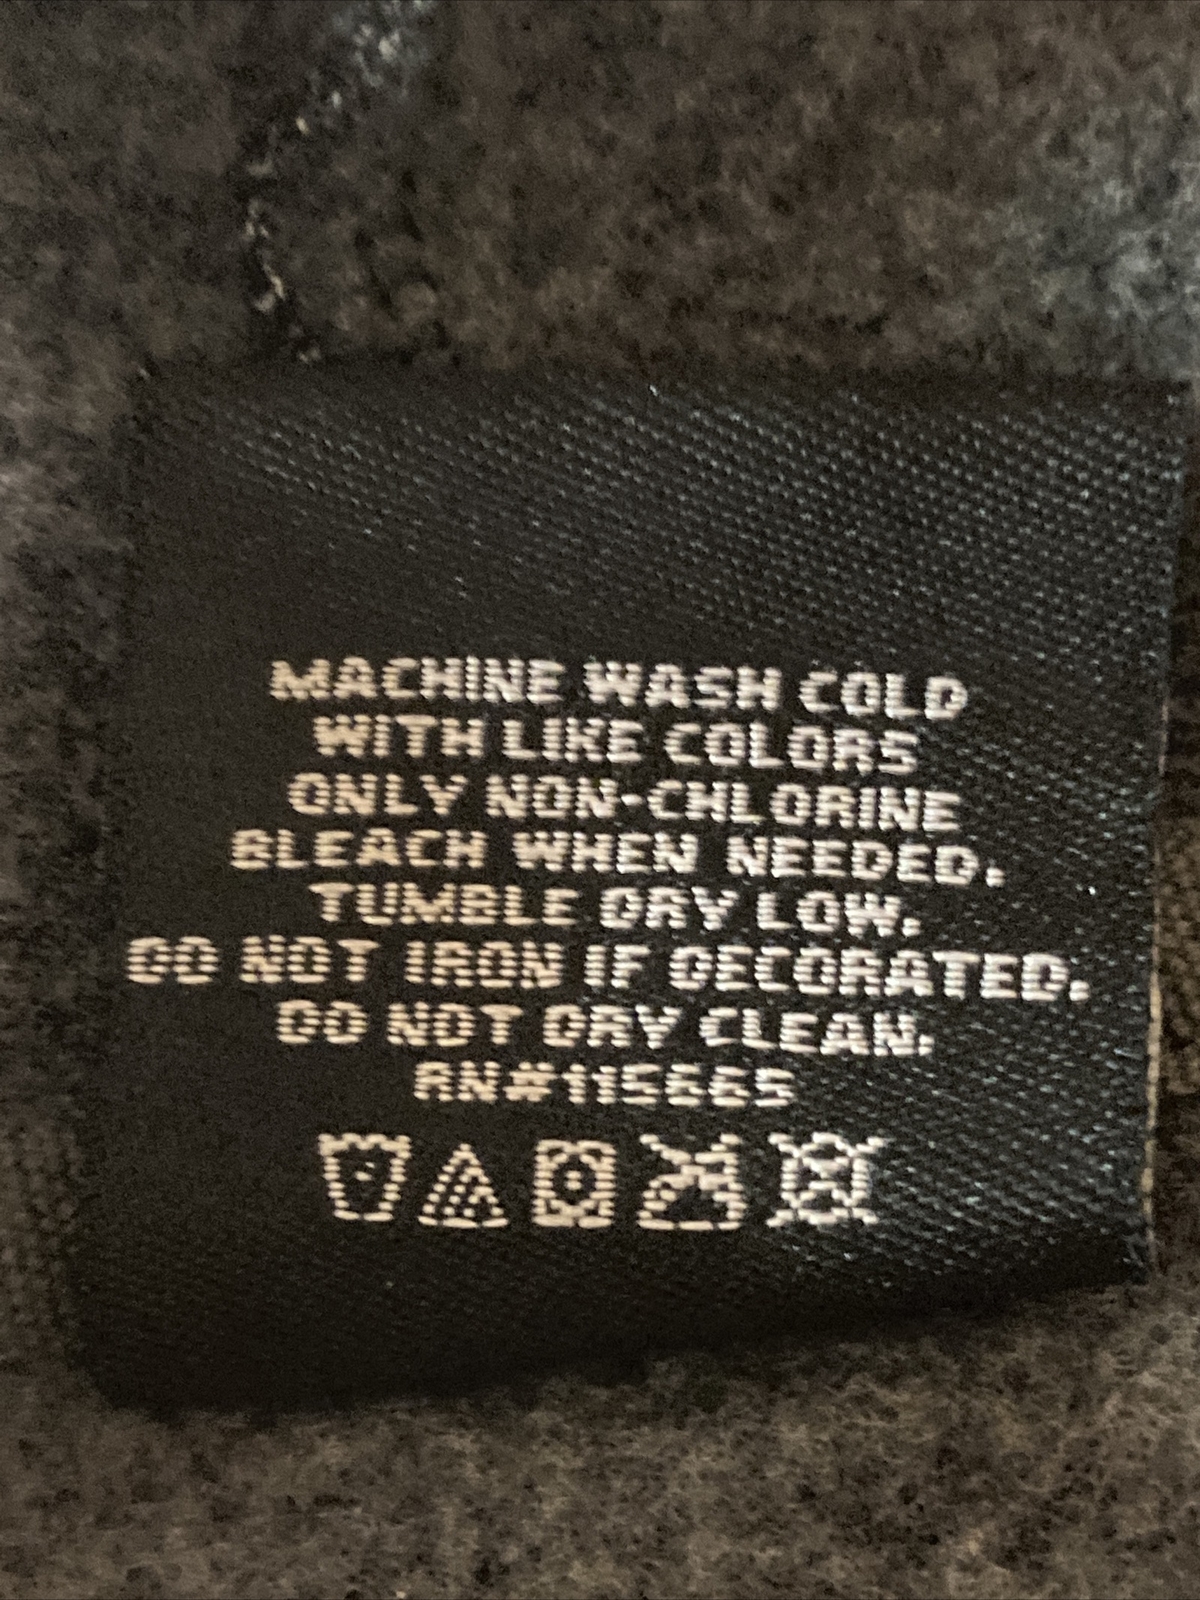 MACHINE WASH COLD
WITH LIKE COLORS
ONLY NON-CHLORINE
BLEACH WHEN NEEDED.
TUMBLE DRY LOW.
DO NOT IRON IF DECORATED.
DO NOT DRY CLEAN.
RN#115665